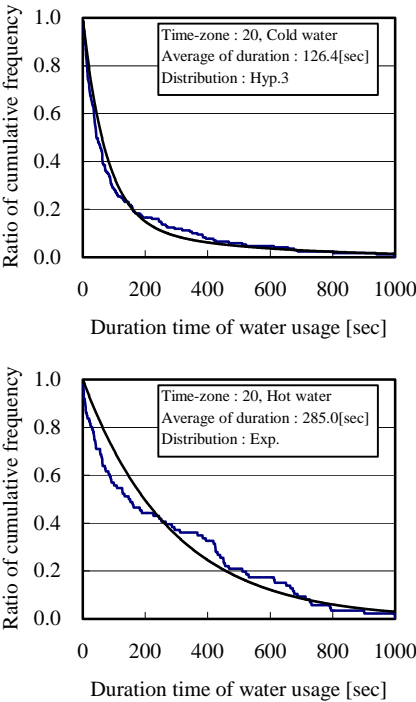 Ratio of cumulative frequency
1.0
0.8
0.6
0.4
0.2
0.0
Time-zone : 20, Cold water
Average of duration : 126.4[sec]
Distribution : Hyp.3
0 200 400 600 800 1000
Duration time of water usage [sec]
Ratio of cumulative frequency
1.0
0.8
0.6
0.4
0.2
0.0
Time-zone : 20, Hot water
Average of duration : 285.0[sec]
Distribution : Exp.
0 200 400 600 800 1000
Duration time of water usage [sec]